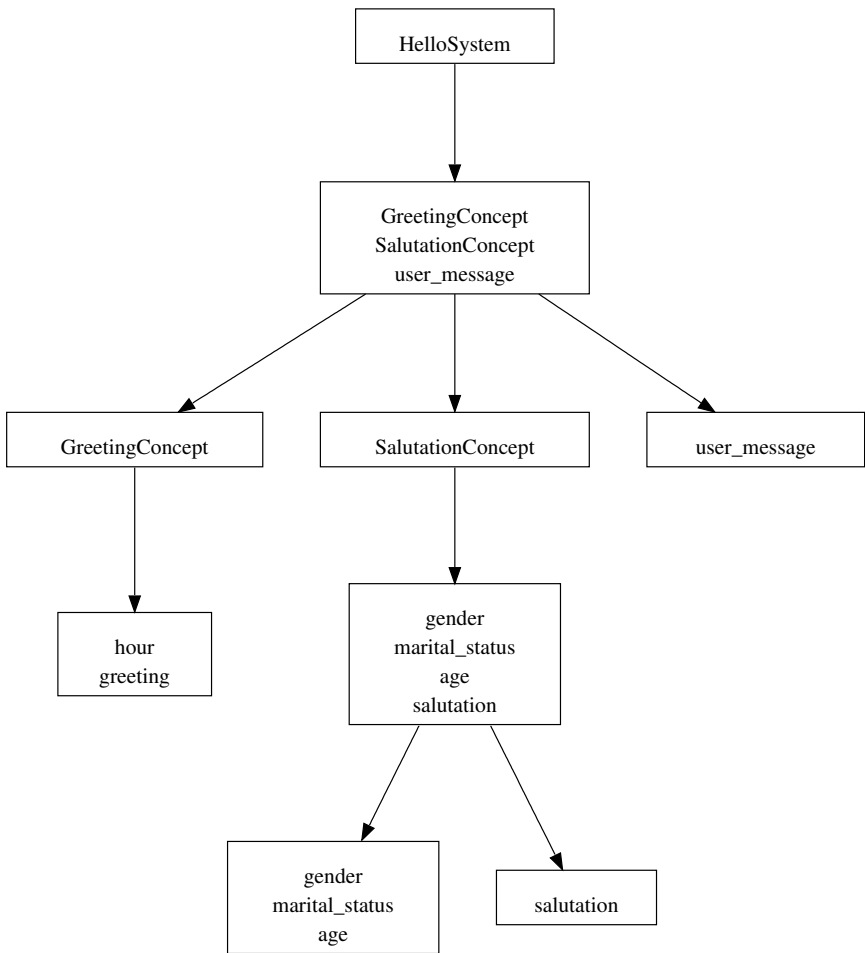 HelloSystem
GreetingConcept
SalutationConcept
user_message
GreetingConcept
SalutationConcept
user_message
hour
greeting
gender
marital_status
age
salutation
gender
marital_status
age
salutation